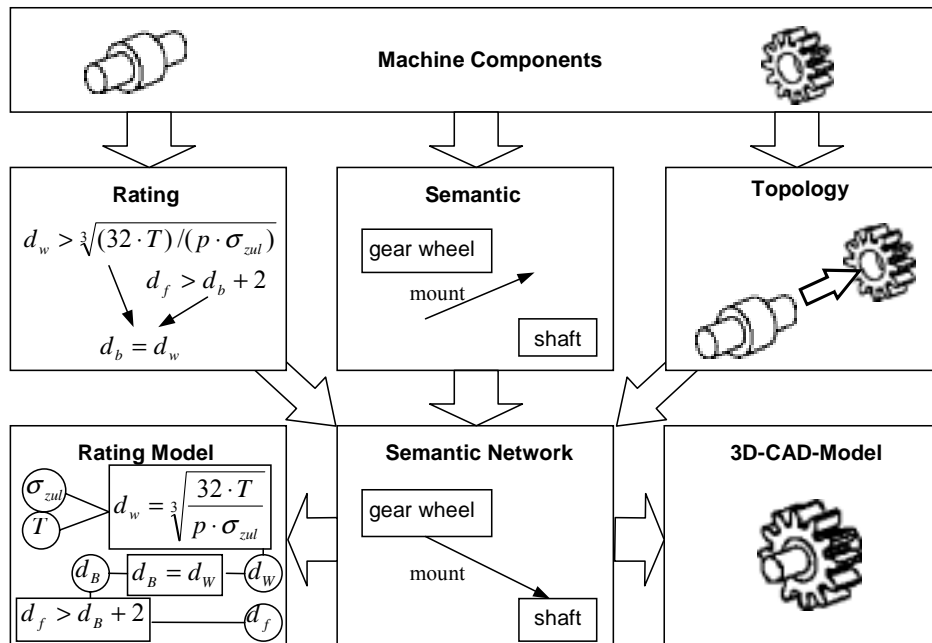 Machine Components
Rating
d_w > ∛(32 · T) /(p · σ_zul)
d_f > d_b + 2
d_b = d_w
Semantic
gear wheel
mount
shaft
Topology
Rating Model
σ_zul
T
d_w = ∛(32 · T / p · σ_zul)
d_B
d_B = d_W
d_W
d_f > d_B + 2
d_f
Semantic Network
gear wheel
mount
shaft
3D-CAD-Model